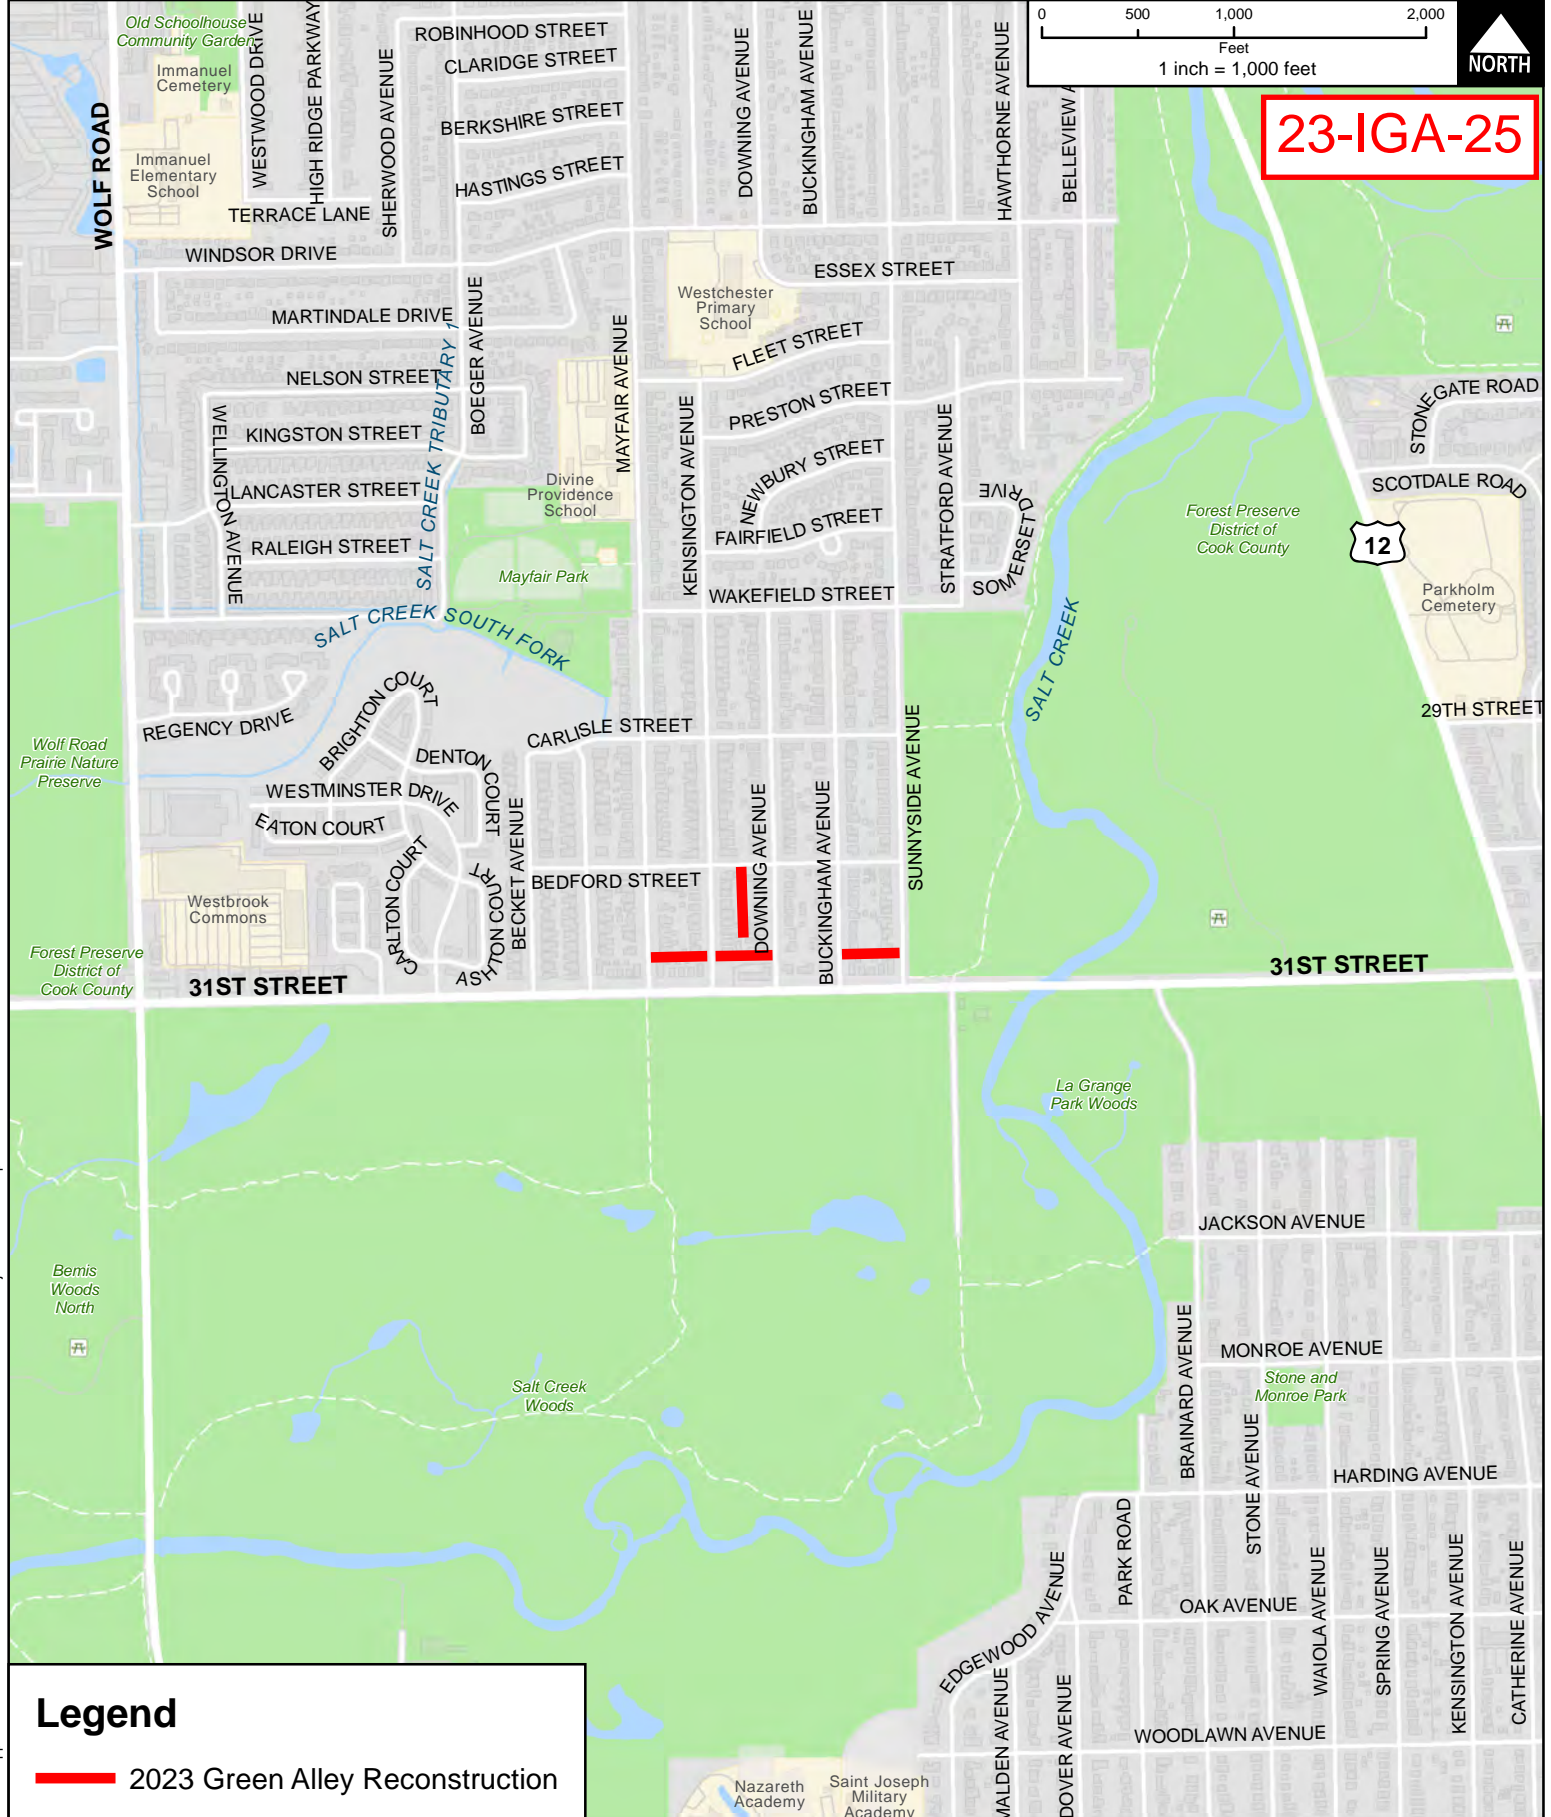 0 500 1,000 2,000
Feet
1 inch = 1,000 feet
NORTH
23-IGA-25
Old Schoolhouse
Community Garden
Immanuel
Cemetery
Immanuel
Elementary
School
WOLF ROAD
WESTWOOD DRIVE
HIGH RIDGE PARKWAY
SHERWOOD AVENUE
ROBINHOOD STREET
CLARIDGE STREET
BERKSHIRE STREET
HASTINGS STREET
DOWNING AVENUE
BUCKINGHAM AVENUE
HAWTHORNE AVENUE
BELLEVIEW A
TERRACE LANE
WINDSOR DRIVE
ESSEX STREET
Westchester
Primary
School
MARTINDALE DRIVE
BOEGER AVENUE
MAYFAIR AVENUE
FLEET STREET
NELSON STREET
PRESTON STREET
STONEGATE ROAD
WELLINGTON AVENUE
KINGSTON STREET
SALT CREEK TRIBUTARY 1
KENSINGTON AVENUE
NEWBURY STREET
STRATFORD AVENUE
SCOTDALE ROAD
LANCASTER STREET
Divine
Providence
School
SOMERSET DRIVE
Forest Preserve
District of
Cook County
12
RALEIGH STREET
FAIRFIELD STREET
Mayfair Park
WAKEFIELD STREET
Parkholm
Cemetery
SALT CREEK SOUTH FORK
SALT CREEK
29TH STREET
REGENCY DRIVE
BRIGHTON COURT
CARLISLE STREET
SUNNYSIDE AVENUE
Wolf Road
Prairie Nature
Preserve
DENTON COURT
WESTMINSTER DRIVE
EATON COURT
BECKET AVENUE
DOWNING AVENUE
BUCKINGHAM AVENUE
CARLTON COURT
ASHLTON COURT
BEDFORD STREET
Westbrook
Commons
Forest Preserve
District of
Cook County
31ST STREET
31ST STREET
La Grange
Park Woods
JACKSON AVENUE
Bemis
Woods
North
BRAINARD AVENUE
MONROE AVENUE
Stone and
Monroe Park
Salt Creek
Woods
STONE AVENUE
HARDING AVENUE
PARK ROAD
EDGEWOOD AVENUE
OAK AVENUE
WAIOLA AVENUE
SPRING AVENUE
KENSINGTON AVENUE
CATHERINE AVENUE
MALDEN AVENUE
DOVER AVENUE
WOODLAWN AVENUE
Nazareth
Academy
Saint Joseph
Military
Academy
Legend
2023 Green Alley Reconstruction